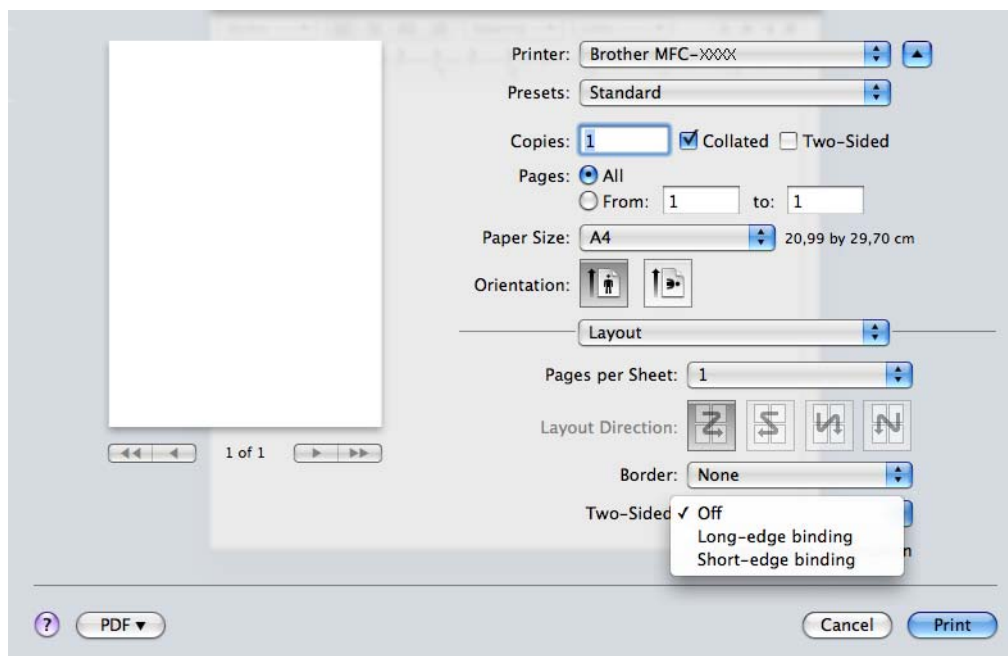 Printer: Brother MFC-XXXX
Presets: Standard
Copies: 1 Collated Two-Sided
Pages: All
From: 1 to: 1
Paper Size: A4 20,99 by 29,70 cm
Orientation:
Layout
Pages per Sheet: 1
Layout Direction:
1 of 1
Border: None
Two-Sided ✓ Off
Long-edge binding
Short-edge binding
? PDF ▼ Cancel Print